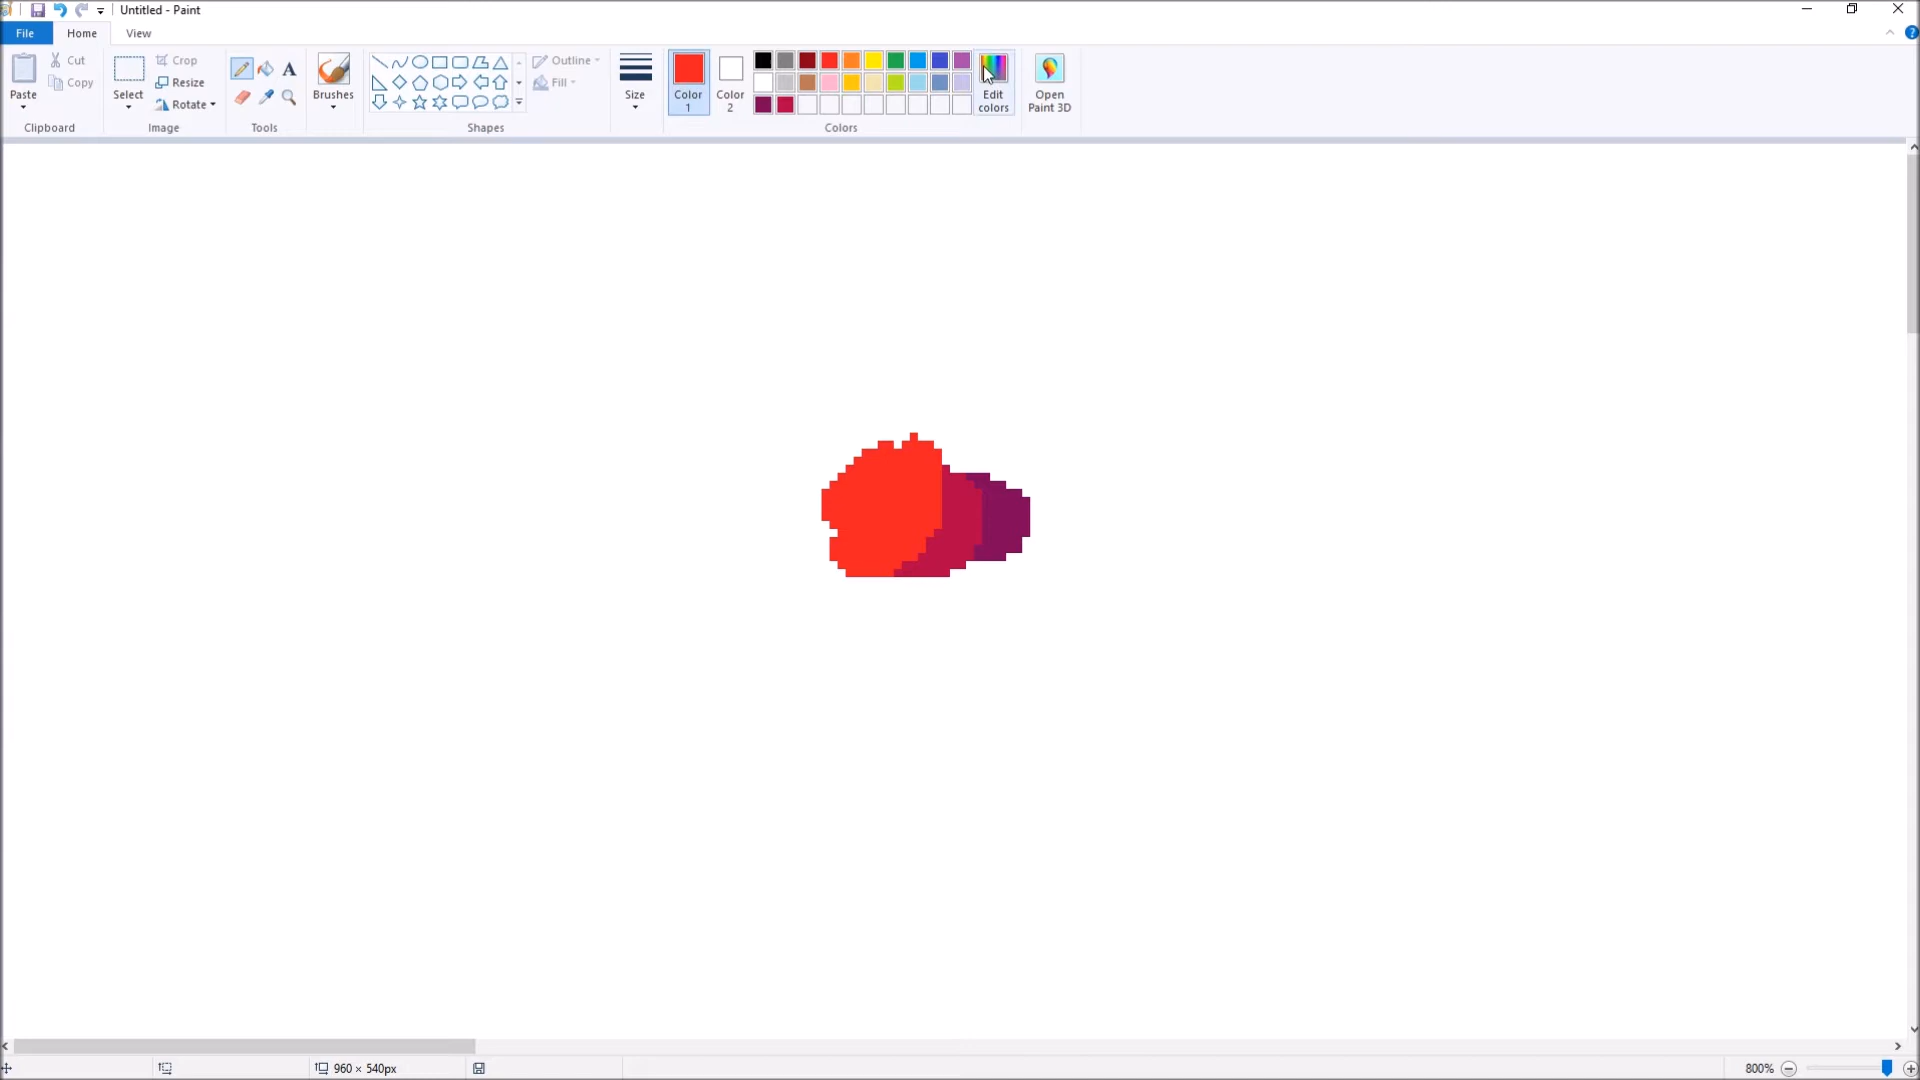 Untitled - Paint
File
Home
View
Paste
Cut
Copy
Clipboard
Select
Crop
Resize
Rotate
Image
A
Tools
Brushes
Outline
Fill
Shapes
Size
Color
1
Color
2
Edit
colors
Colors
Open
Paint 3D
960 × 540px
800%